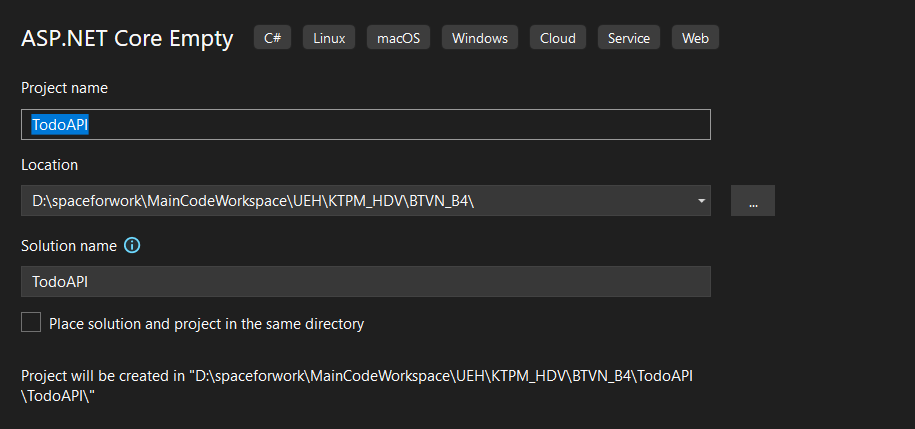 ASP.NET Core Empty C# Linux macOS Windows Cloud Service Web
Project name
TodoAPI
Location
D:\spaceforwork\MainCodeWorkspace\UEH\KTPM_HDV\BTVN_B4\ ...
Solution name
TodoAPI
Place solution and project in the same directory
Project will be created in "D:\spaceforwork\MainCodeWorkspace\UEH\KTPM_HDV\BTVN_B4\TodoAPI
\TodoAPI\"